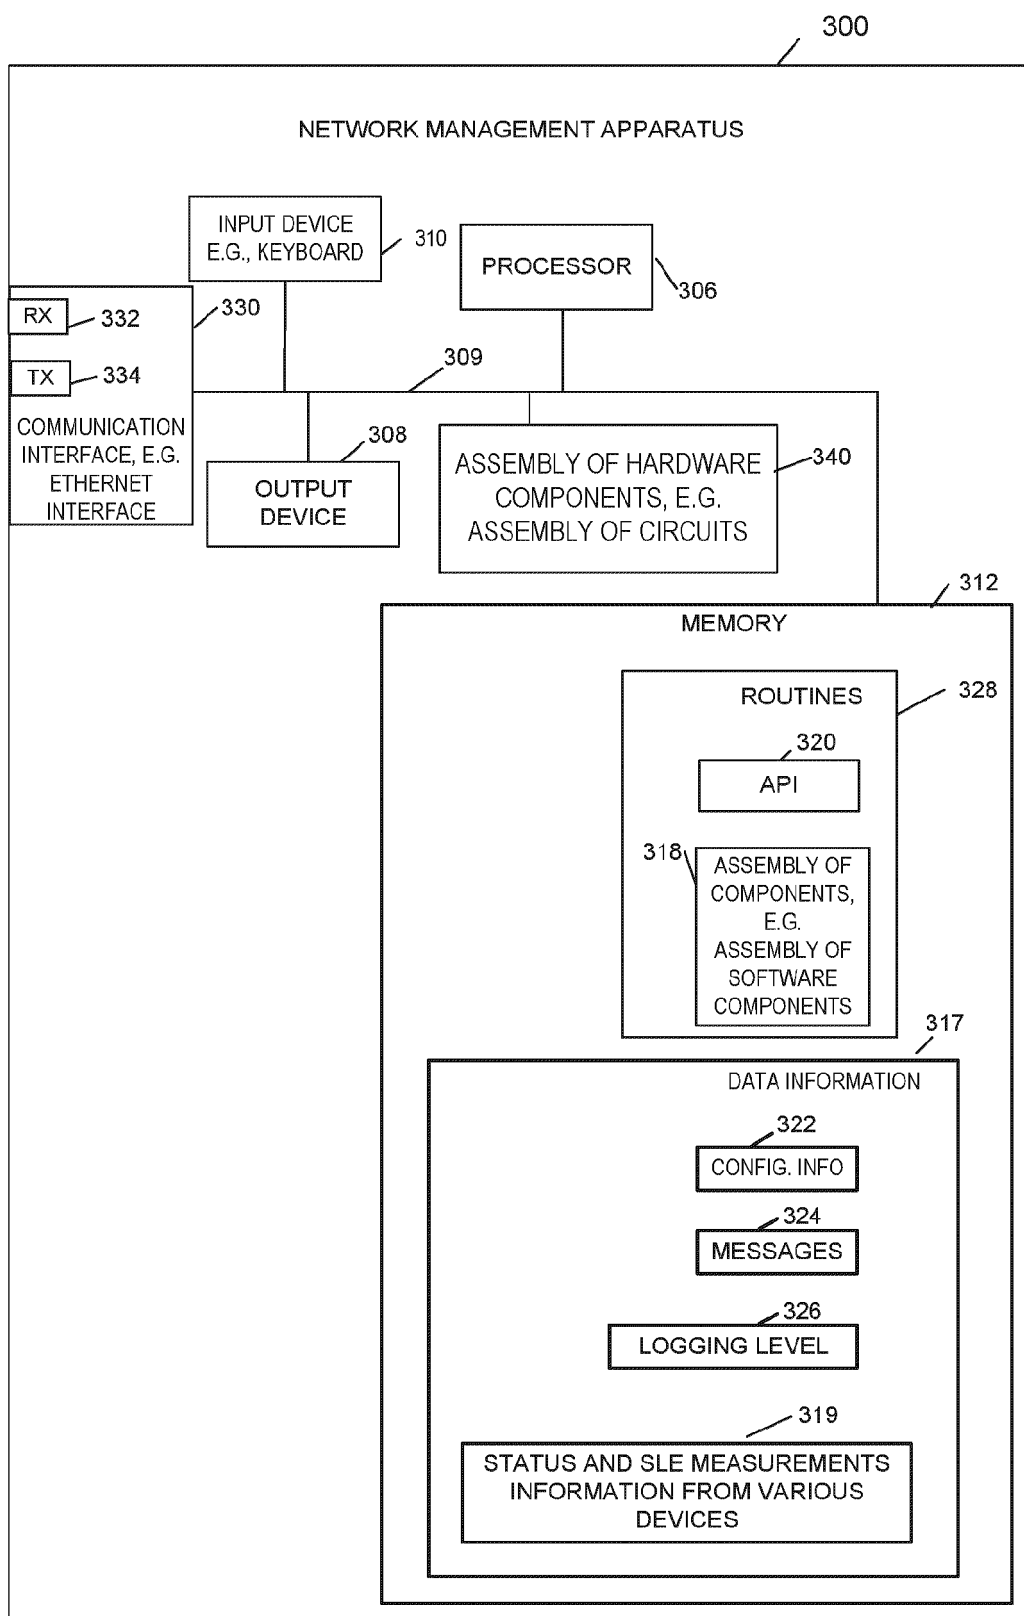 300
NETWORK MANAGEMENT APPARATUS
INPUT DEVICE
E.G., KEYBOARD
310
PROCESSOR
306
RX
332
330
TX
334
COMMUNICATION
INTERFACE, E.G.
ETHERNET
INTERFACE
309
308
OUTPUT
DEVICE
ASSEMBLY OF HARDWARE
COMPONENTS, E.G.
ASSEMBLY OF CIRCUITS
340
312
MEMORY
ROUTINES
328
320
API
318
ASSEMBLY OF
COMPONENTS,
E.G.
ASSEMBLY OF
SOFTWARE
COMPONENTS
317
DATA INFORMATION
322
CONFIG. INFO
324
MESSAGES
326
LOGGING LEVEL
319
STATUS AND SLE MEASUREMENTS
INFORMATION FROM VARIOUS
DEVICES